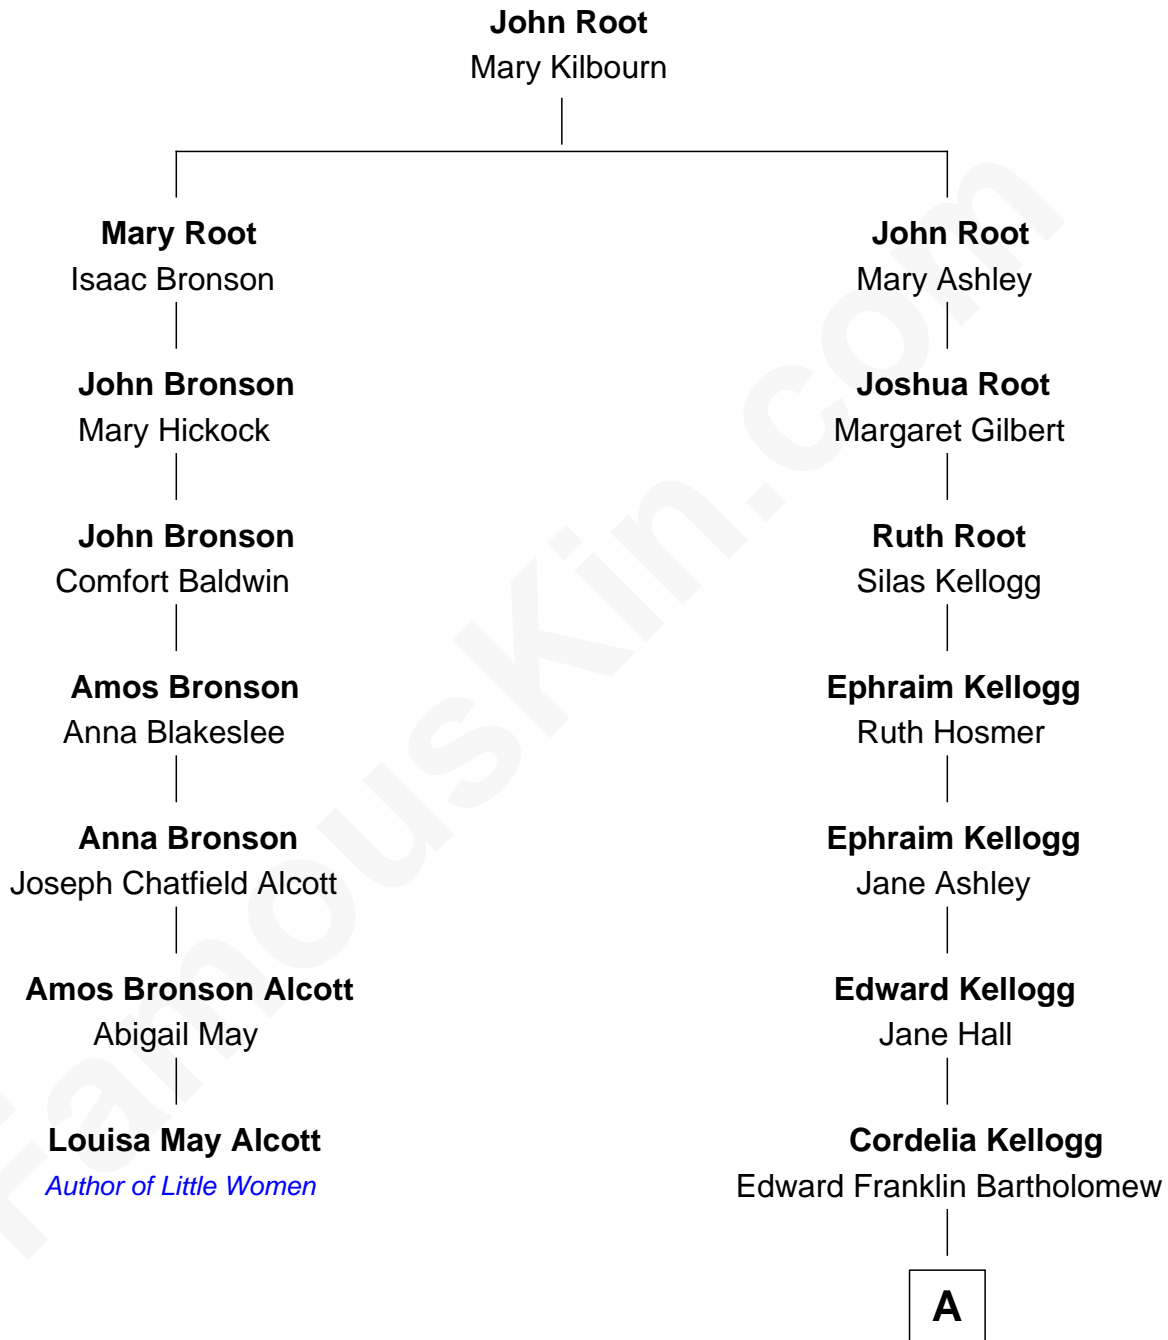 John Root
Mary Kilbourn
Mary Root
Isaac Bronson
John Bronson
Mary Hickock
John Bronson
Comfort Baldwin
Amos Bronson
Anna Blakeslee
Anna Bronson
Joseph Chatfield Alcott
Amos Bronson Alcott
Abigail May
Louisa May Alcott
Author of Little Women
John Root
Mary Ashley
Joshua Root
Margaret Gilbert
Ruth Root
Silas Kellogg
Ephraim Kellogg
Ruth Hosmer
Ephraim Kellogg
Jane Ashley
Edward Kellogg
Jane Hall
Cordelia Kellogg
Edward Franklin Bartholomew
A
FamousKin.com